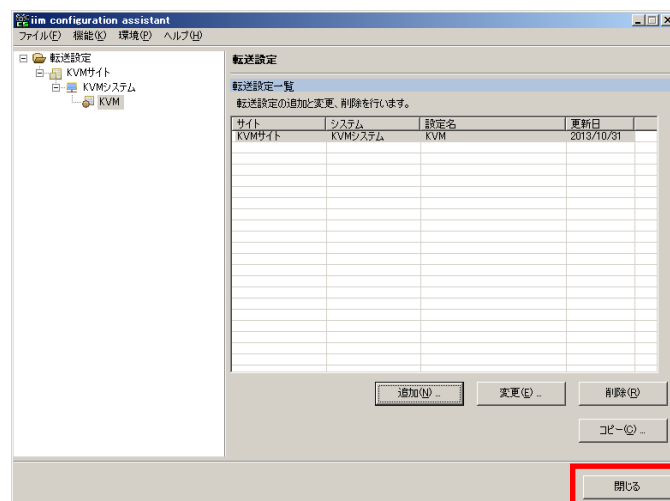 iim configuration assistant
ファイル(F) 機能(K) 環境(P) ヘルプ(H)
転送設定
KVMサイト
KVMシステム
KVM
転送設定
転送設定一覧
転送設定の追加と変更、削除を行います。
サイト システム 設定名 更新日
KVMサイト KVMシステム KVM 2013/10/31
追加(N) .. 変更(E) .. 削除(R)
コピー(C) ..
閉じる